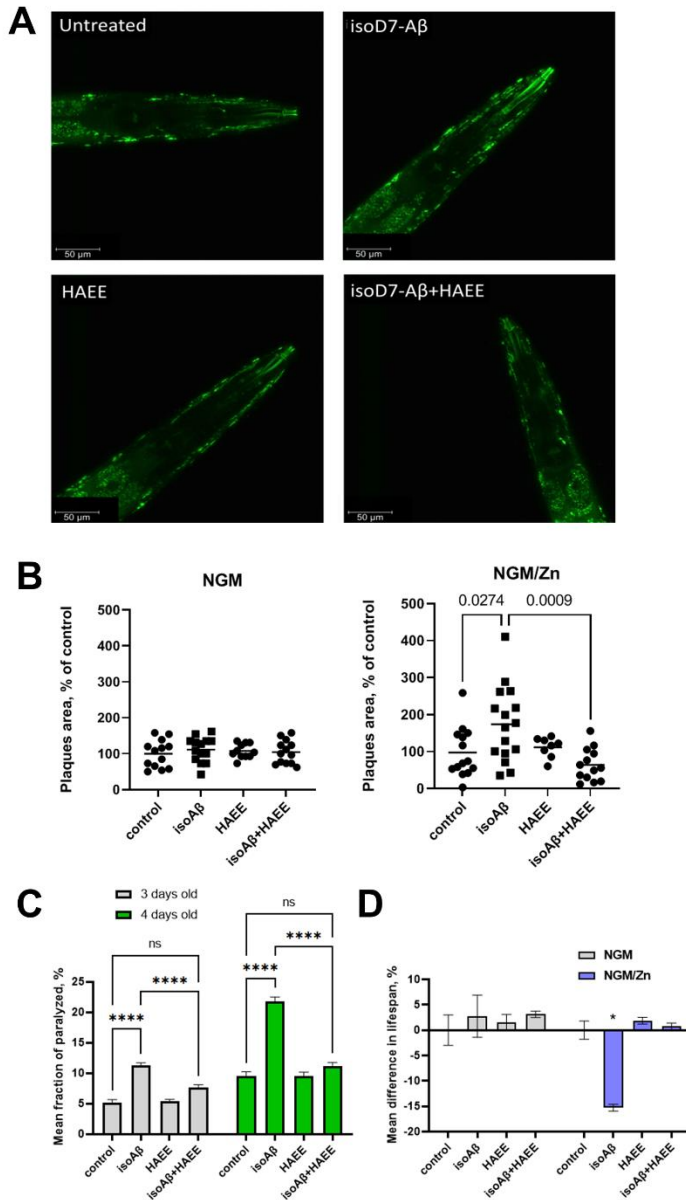 A
Untreated
isoD7-Aβ
50 μm
50 μm
HAEE
isoD7-Aβ+HAEE
50 μm
50 μm
B
NGM
NGM/Zn
Plaques area, % of control
500
400
300
200
100
0
control
isoAβ
HAEE
isoAβ+HAEE
Plaques area, % of control
500
400
300
200
100
0
0.0274
0.0009
control
isoAβ
HAEE
isoAβ+HAEE
C
3 days old
4 days old
ns
ns
****
****
****
****
Mean fraction of paralyzed, %
25
20
15
10
5
0
control
isoAβ
HAEE
isoAβ+HAEE
control
isoAβ
HAEE
isoAβ+HAEE
D
NGM
NGM/Zn
Mean difference in lifespan, %
10
5
0
-5
-10
-15
-20
*
control
isoAβ
HAEE
isoAβ+HAEE
control
isoAβ
HAEE
isoAβ+HAEE